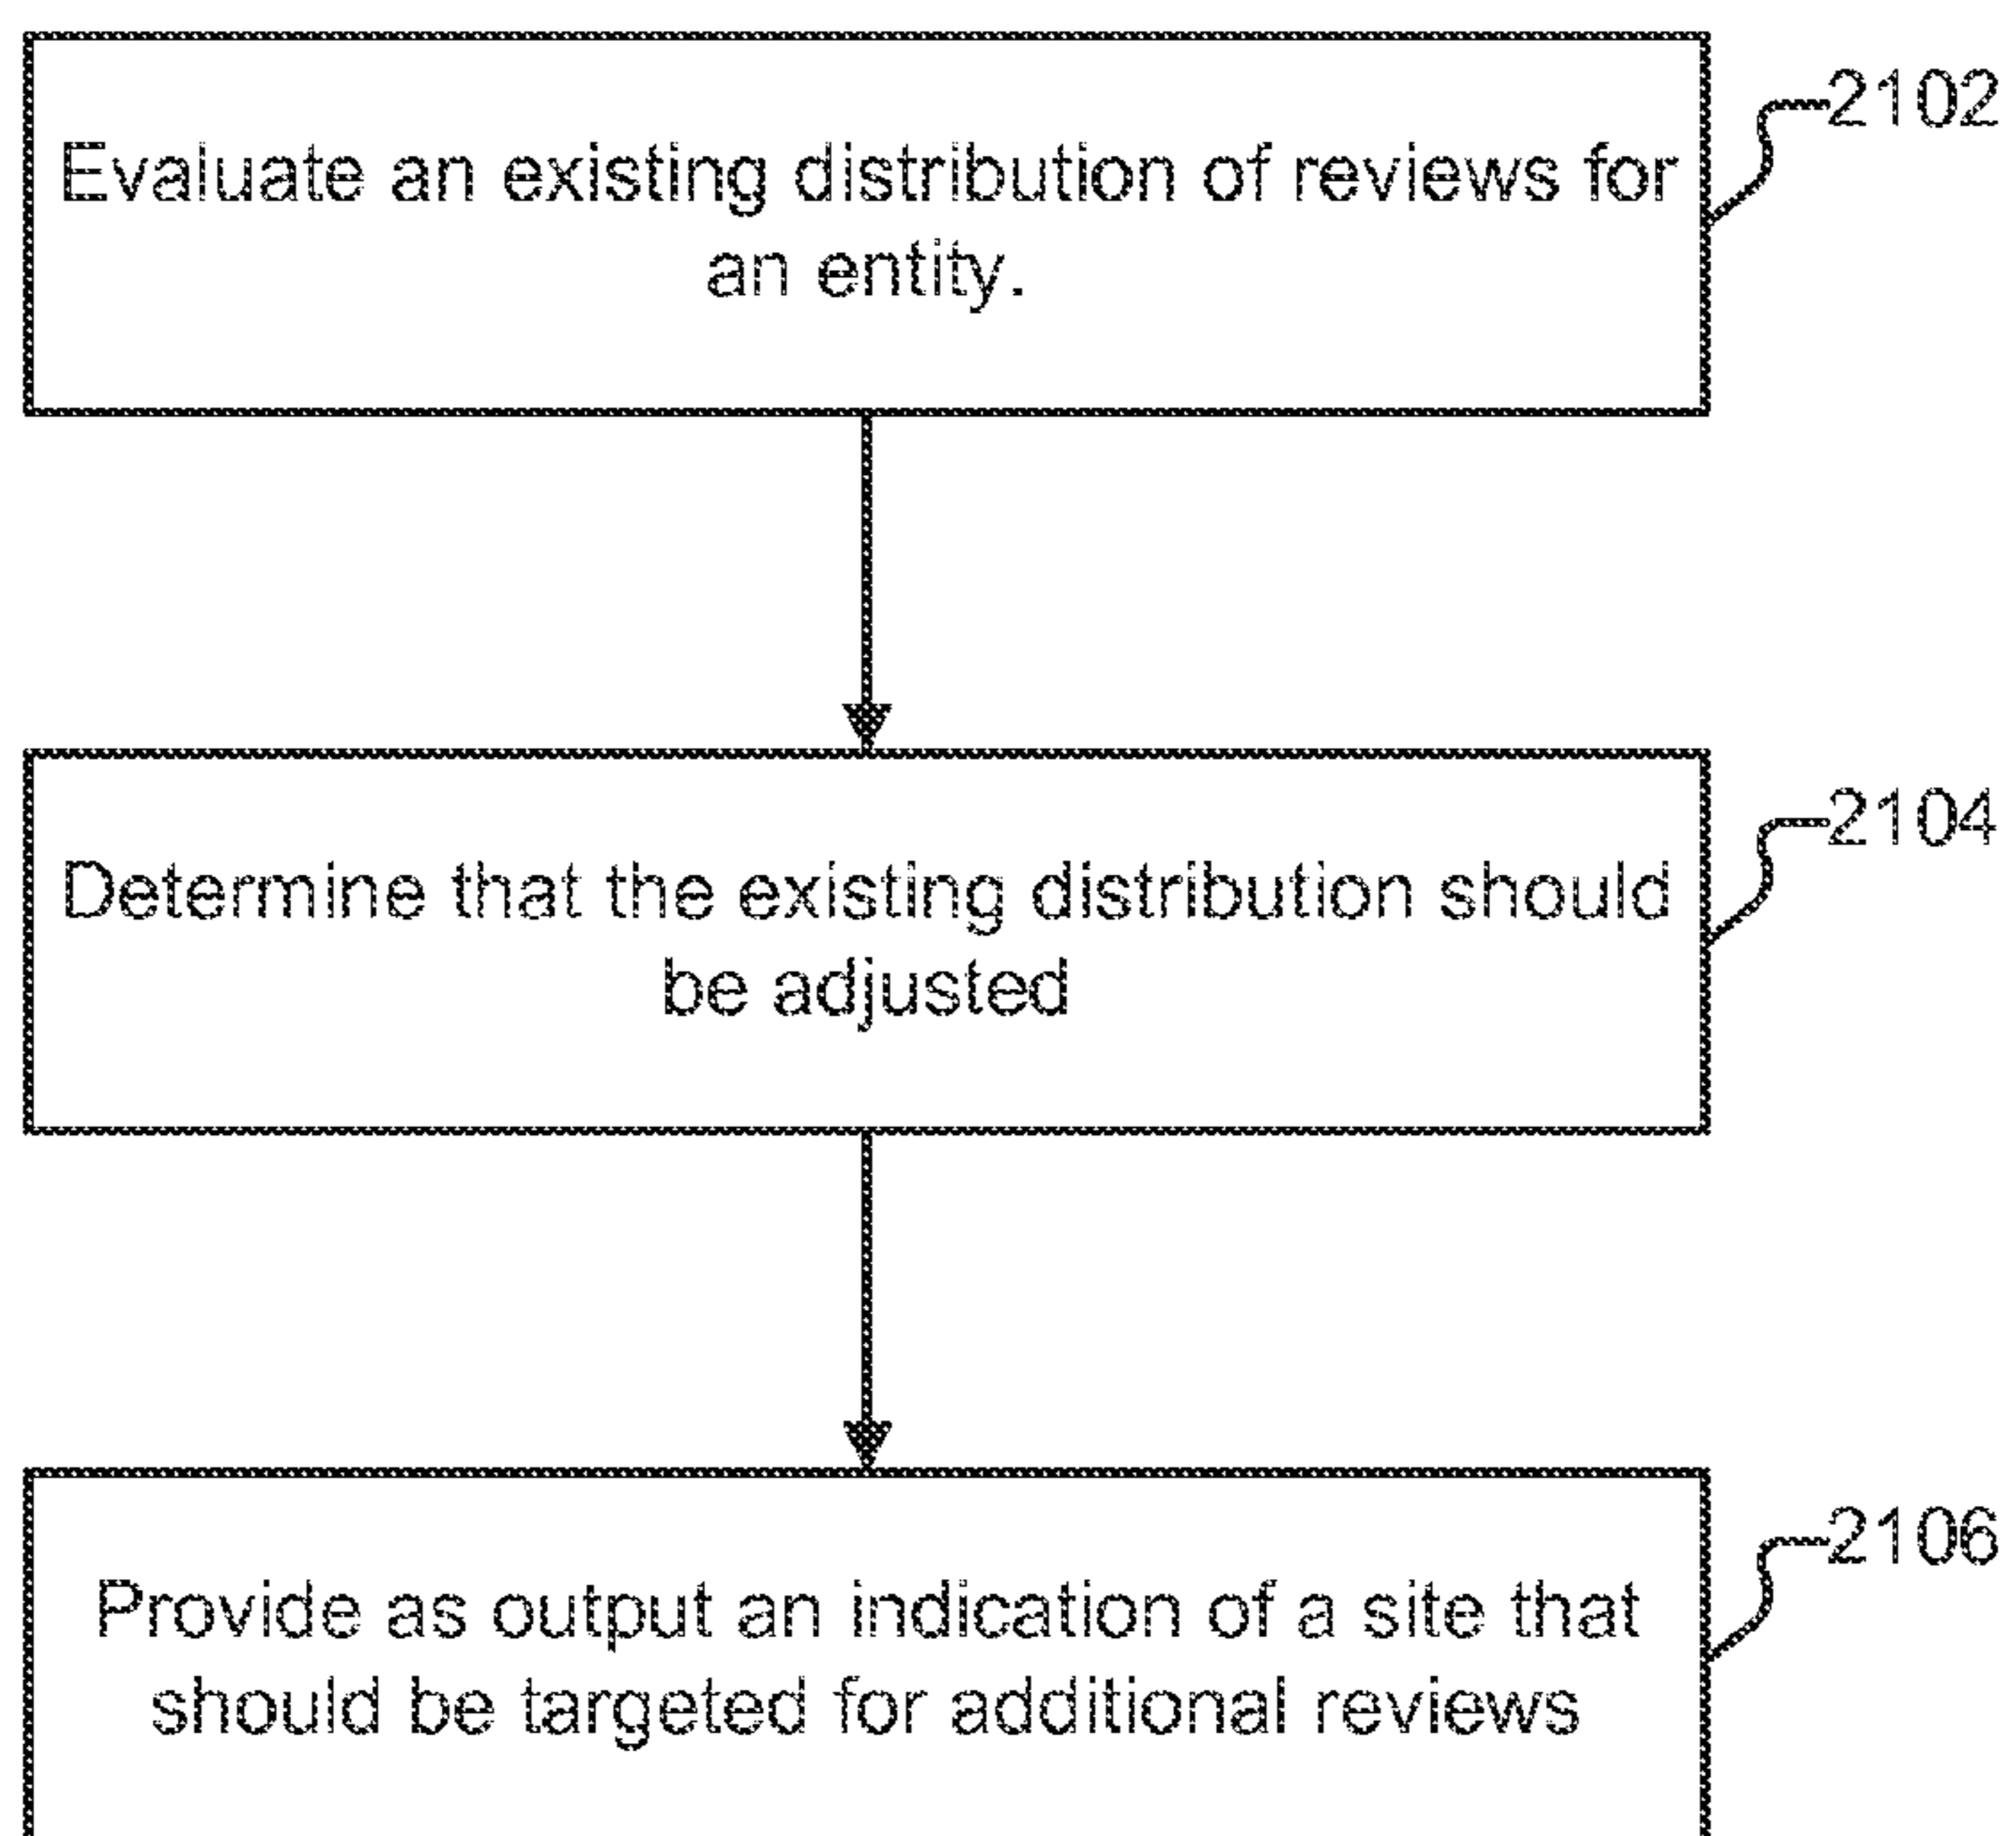 Evaluate an existing distribution of reviews for
an entity.
2102
Determine that the existing distribution should
be adjusted
2104
Provide as output an indication of a site that
should be targeted for additional reviews
2106